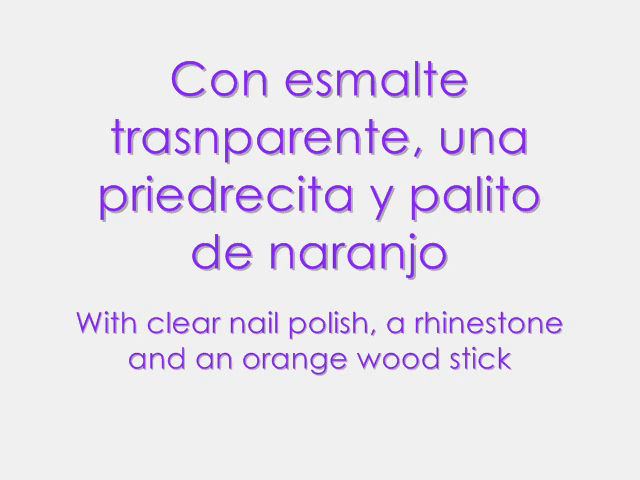 Con esmalte
trasnparente, una
priedrecita y palito
de naranjo
With clear nail polish, a rhinestone
and an orange wood stick